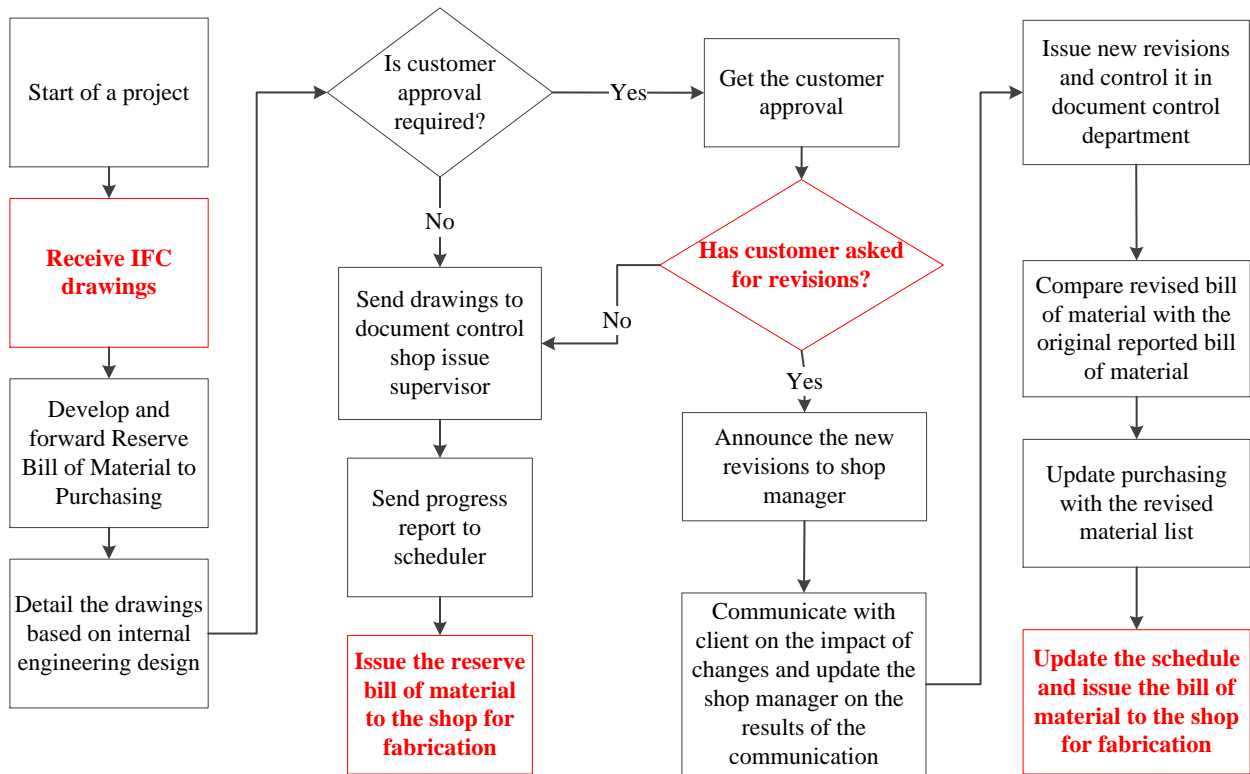 Start of a project
Receive IFC
drawings
Develop and
forward Reserve
Bill of Material to
Purchasing
Detail the drawings
based on internal
engineering design
Is customer
approval
required?
Yes
No
Send drawings to
document control
shop issue
supervisor
Send progress
report to
scheduler
Issue the reserve
bill of material
to the shop for
fabrication
Get the customer
approval
Has customer asked
for revisions?
No
Yes
Announce the new
revisions to shop
manager
Communicate with
client on the impact of
changes and update the
shop manager on the
results of the
communication
Issue new revisions
and control it in
document control
department
Compare revised bill
of material with the
original reported bill
of material
Update purchasing
with the revised
material list
Update the schedule
and issue the bill of
material to the shop
for fabrication